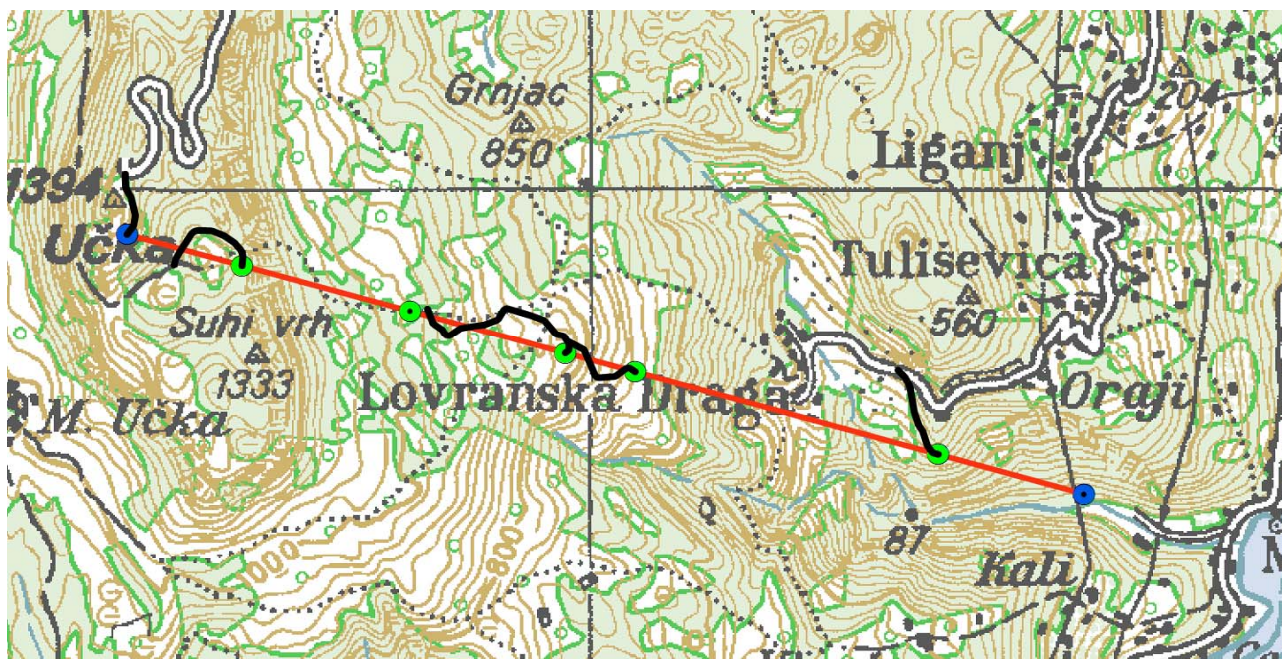 Grnjac
850
204
Liganj
1394
Učka
Tuliševica
560
Suhi vrh
1333
Lovranska Draga
Oraji
M. Učka
Q
87
Kali
1000
800
M